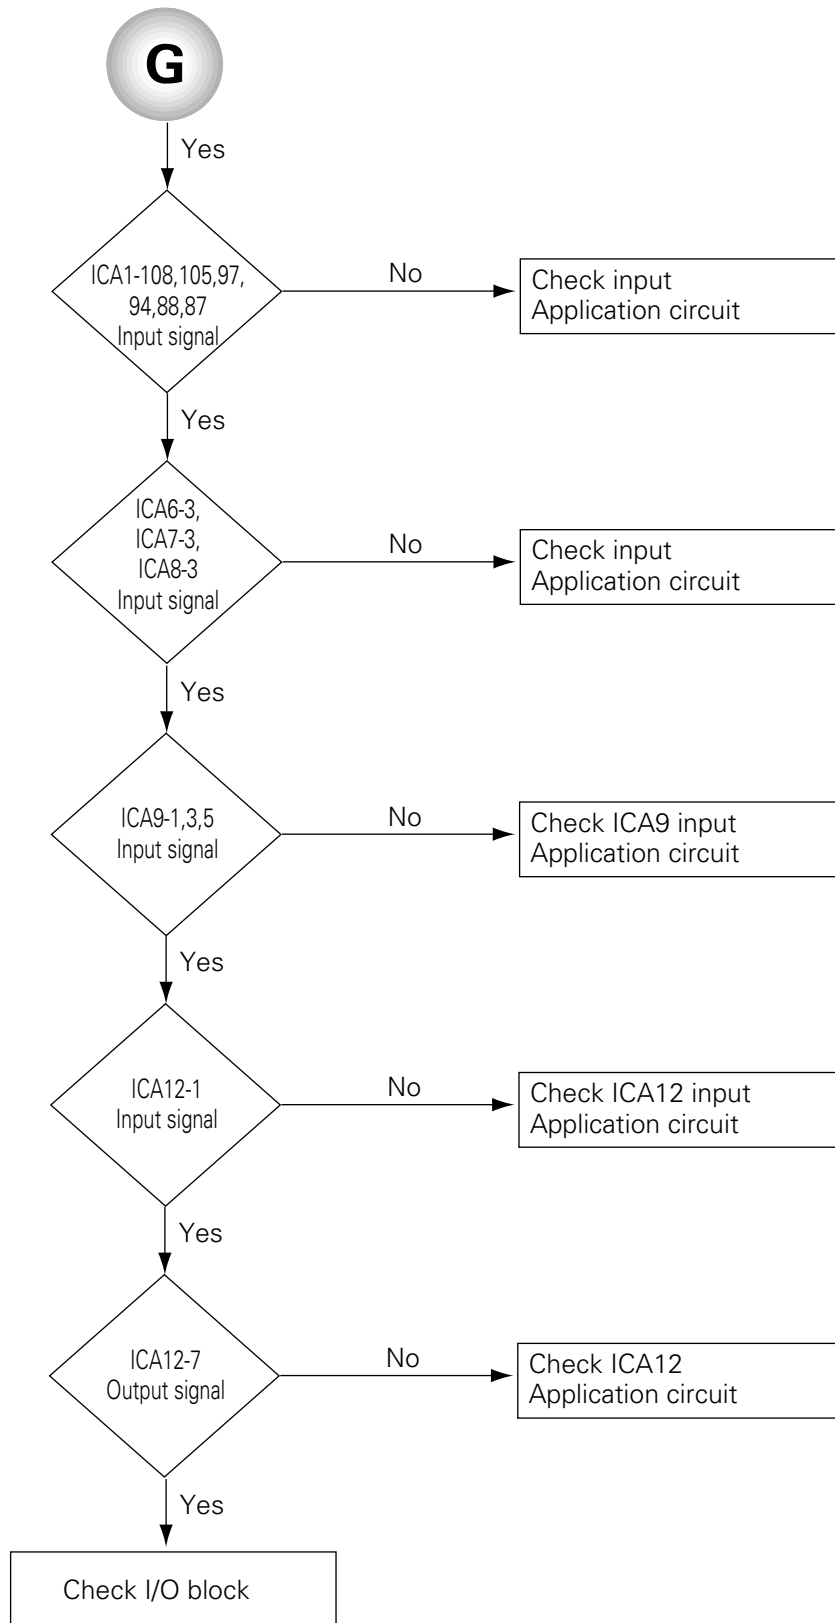 G
Yes
ICA1-108,105,97,
94,88,87
Input signal
No
Check input
Application circuit
Yes
ICA6-3,
ICA7-3,
ICA8-3
Input signal
No
Check input
Application circuit
Yes
ICA9-1,3,5
Input signal
No
Check ICA9 input
Application circuit
Yes
ICA12-1
Input signal
No
Check ICA12 input
Application circuit
Yes
ICA12-7
Output signal
No
Check ICA12
Application circuit
Yes
Check I/O block